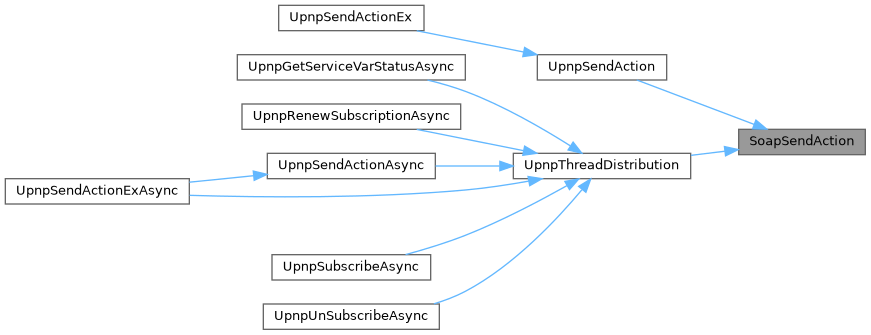 UpnpSendActionEx
UpnpGetServiceVarStatusAsync
UpnpSendAction
UpnpRenewSubscriptionAsync
SoapSendAction
UpnpSendActionAsync
UpnpThreadDistribution
UpnpSendActionExAsync
UpnpSubscribeAsync
UpnpUnSubscribeAsync